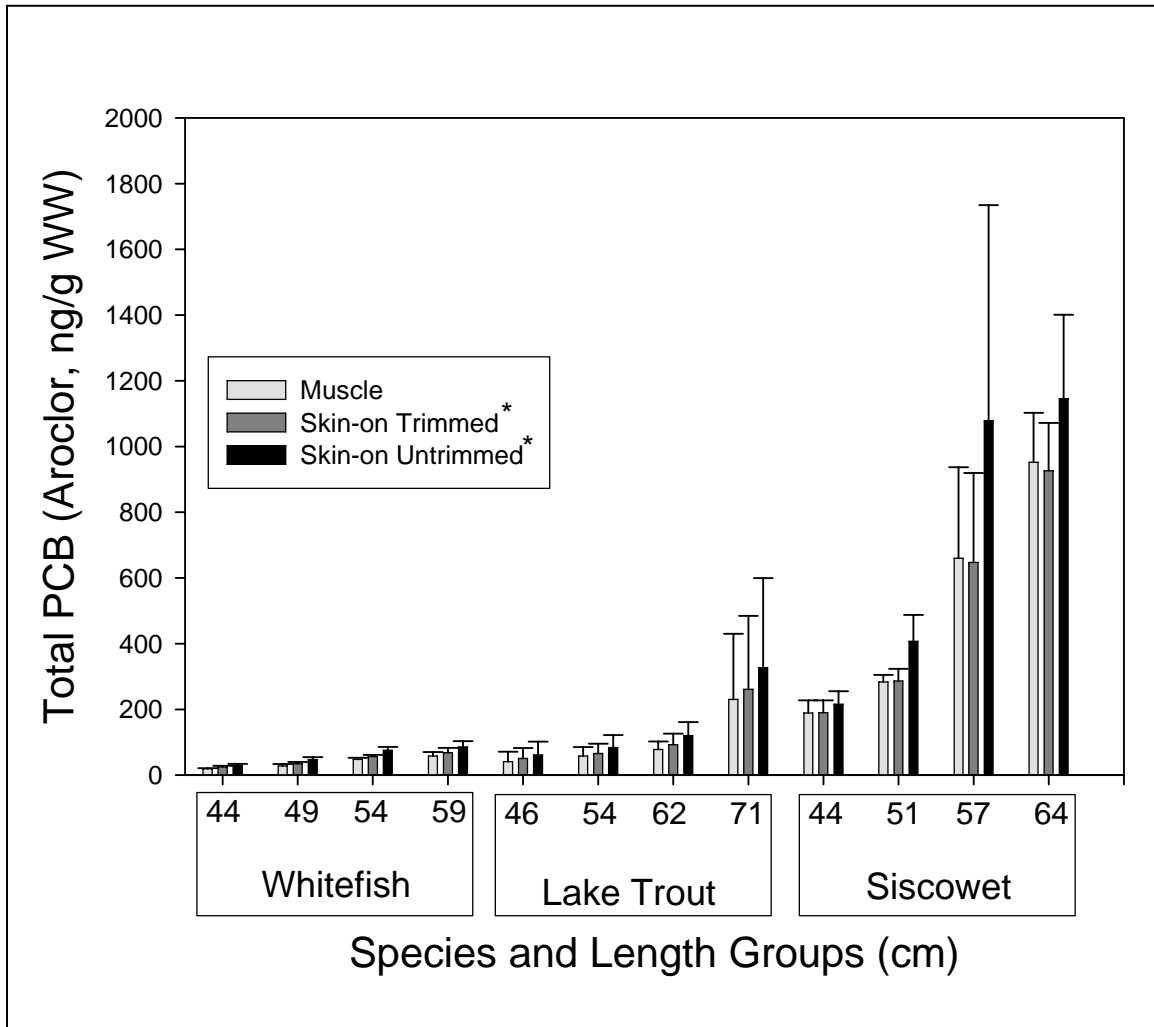 Total PCB (Aroclor, ng/g WW)
2000
1800
1600
1400
1200
1000
800
600
400
200
0
Muscle
Skin-on Trimmed*
Skin-on Untrimmed*
44 49 54 59 46 54 62 71 44 51 57 64
Whitefish Lake Trout Siscowet
Species and Length Groups (cm)